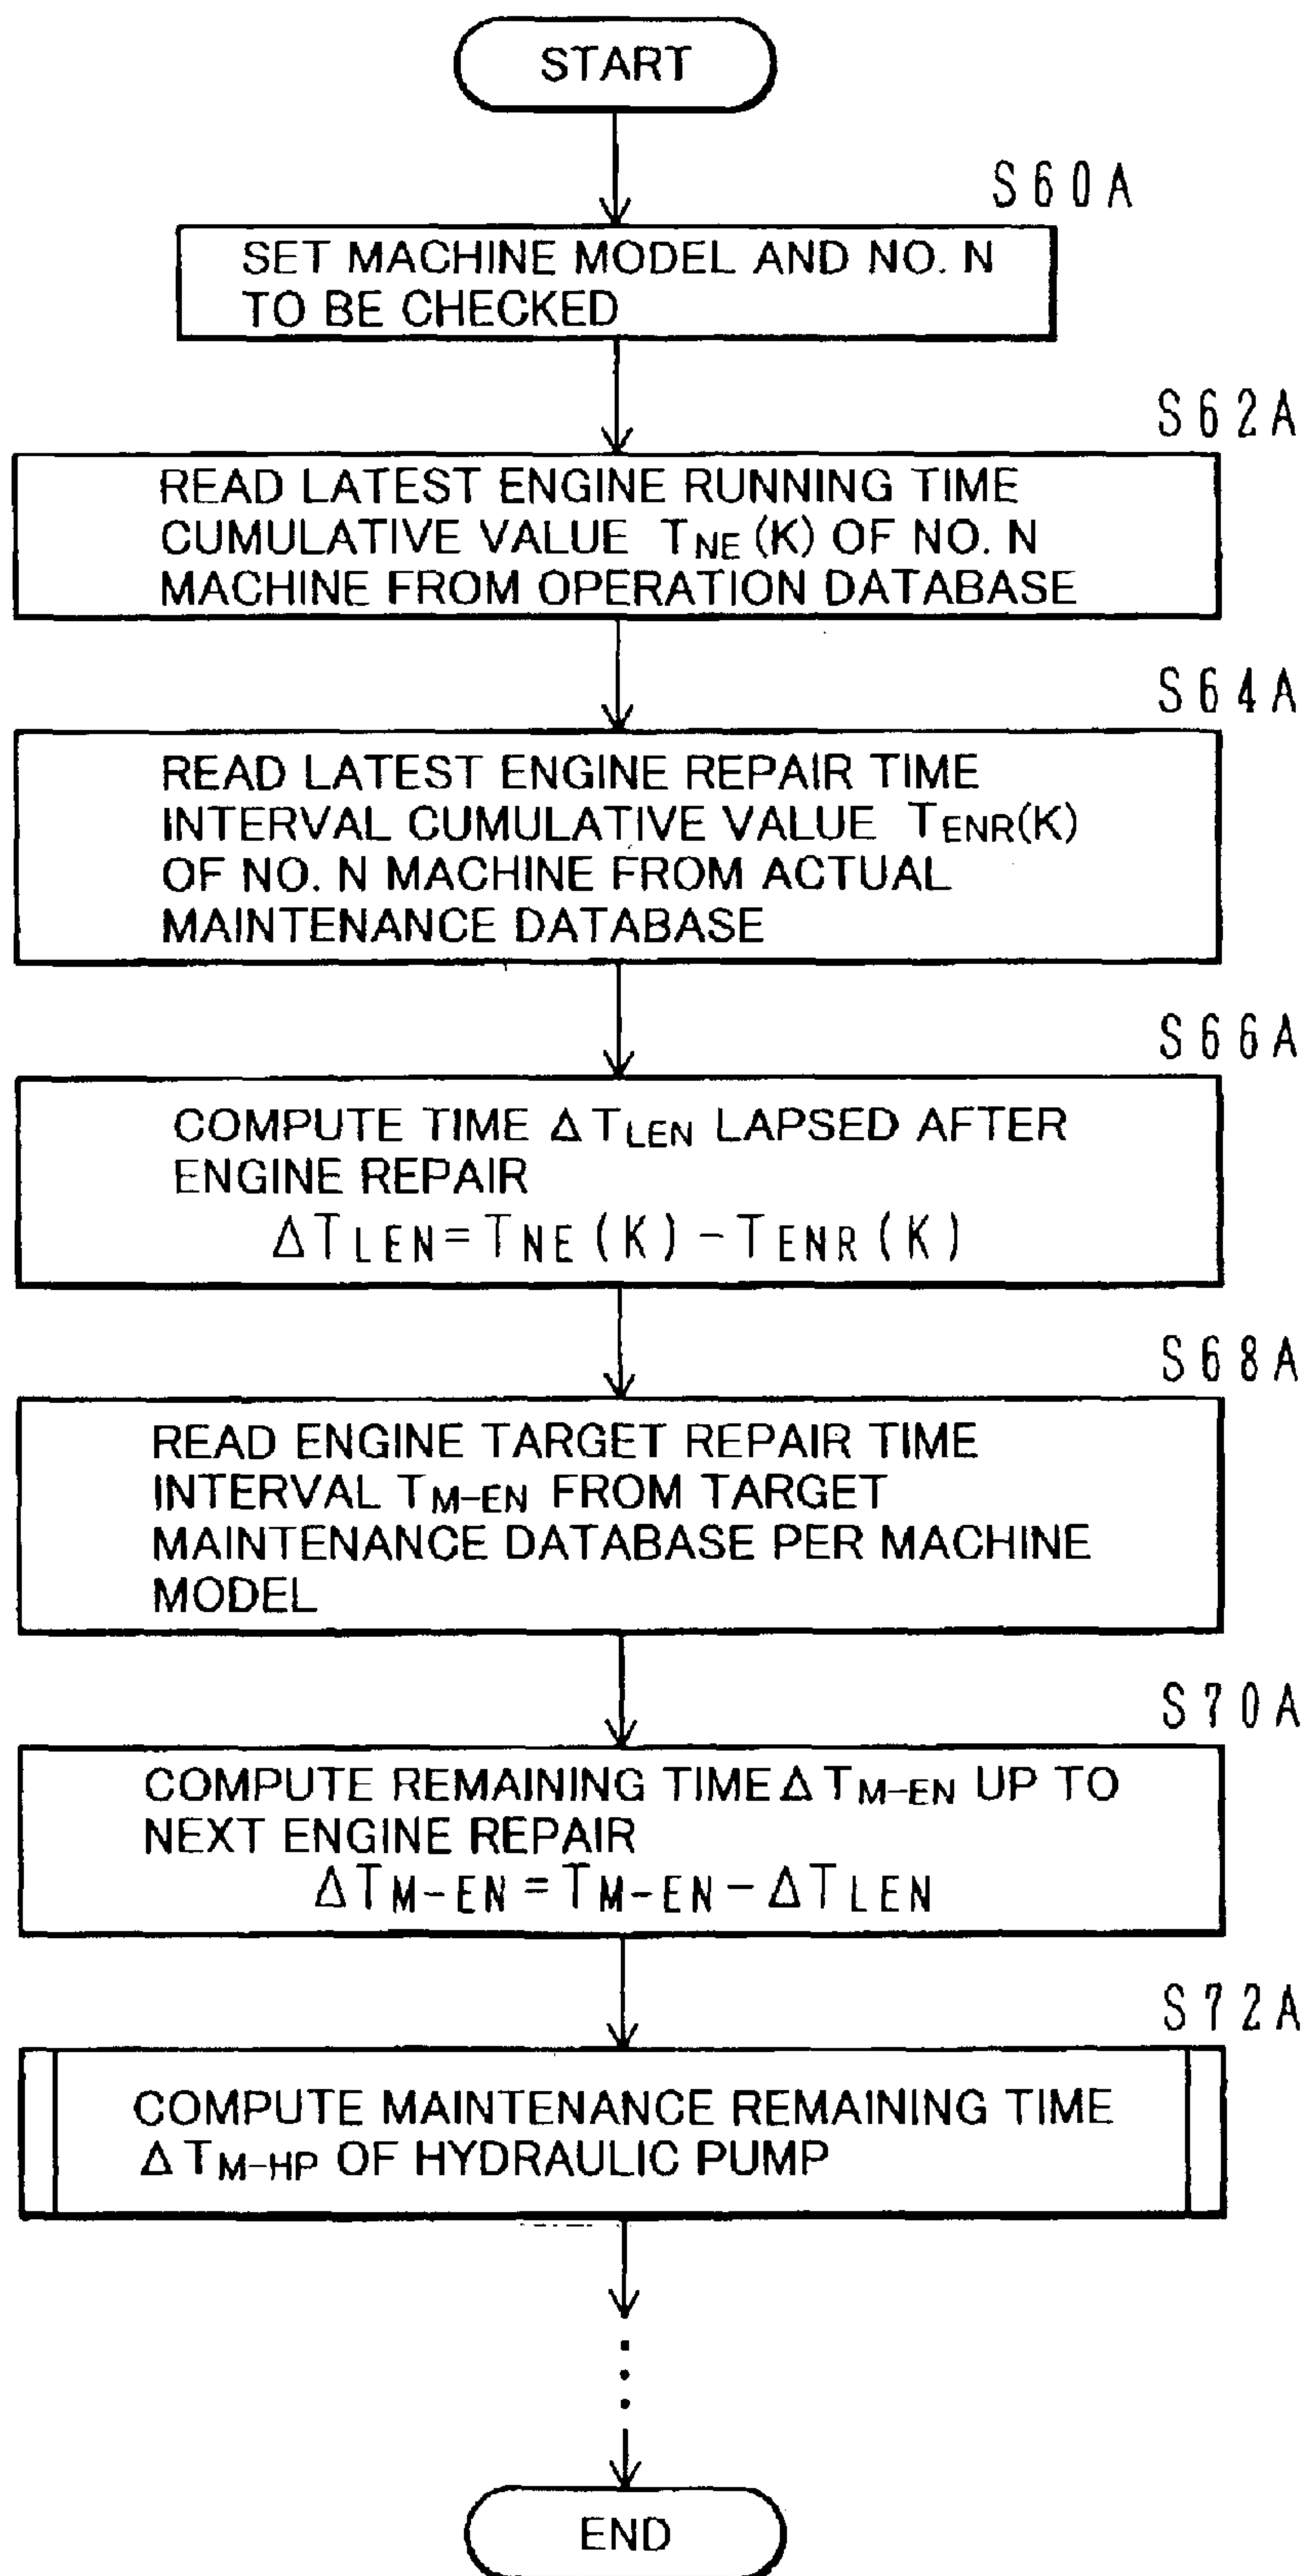 START
S60A
SET MACHINE MODEL AND NO. N
TO BE CHECKED
S62A
READ LATEST ENGINE RUNNING TIME
CUMULATIVE VALUE TNE (K) OF NO. N
MACHINE FROM OPERATION DATABASE
S64A
READ LATEST ENGINE REPAIR TIME
INTERVAL CUMULATIVE VALUE TENR(K)
OF NO. N MACHINE FROM ACTUAL
MAINTENANCE DATABASE
S66A
COMPUTE TIME ΔTLEN LAPSED AFTER
ENGINE REPAIR
ΔTLEN=TNE (K) -TENR (K)
S68A
READ ENGINE TARGET REPAIR TIME
INTERVAL TM-EN FROM TARGET
MAINTENANCE DATABASE PER MACHINE
MODEL
S70A
COMPUTE REMAINING TIME ΔTM-EN UP TO
NEXT ENGINE REPAIR
ΔTM-EN=TM-EN-ΔTLEN
S72A
COMPUTE MAINTENANCE REMAINING TIME
ΔTM-HP OF HYDRAULIC PUMP
END